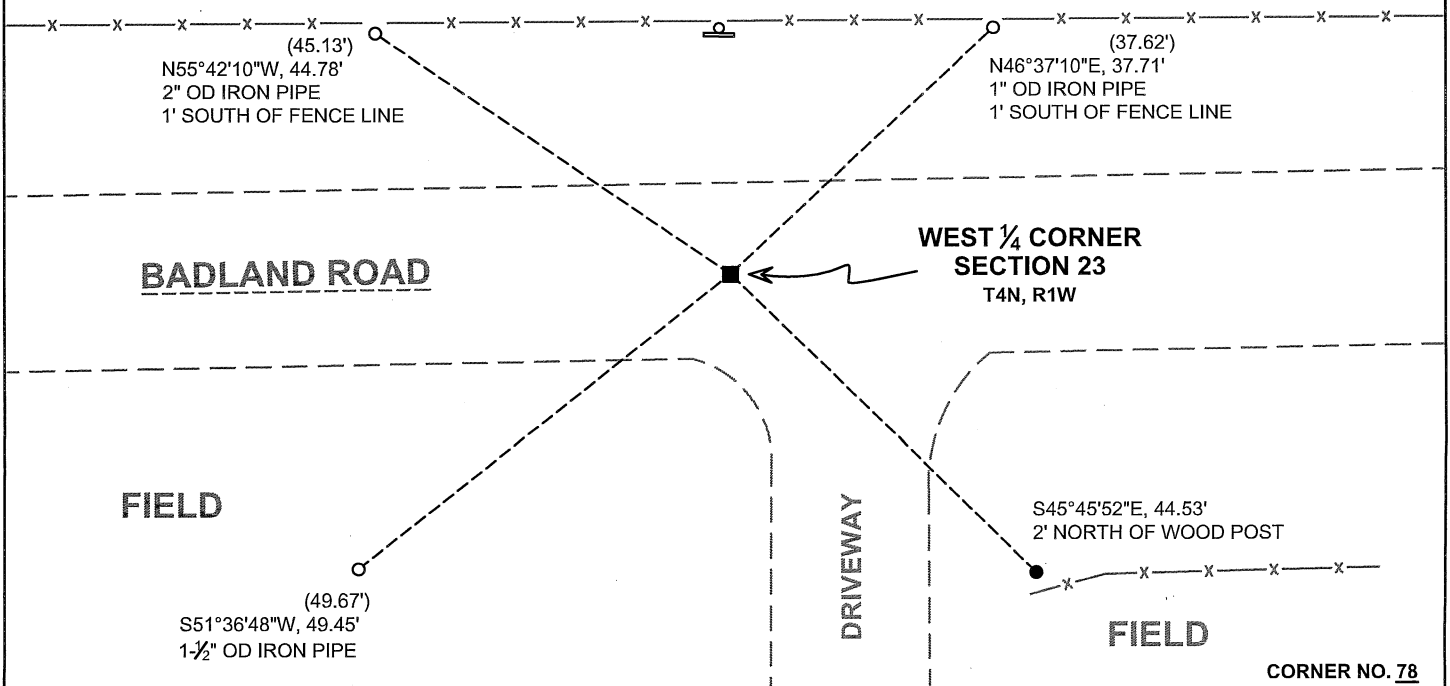 (45.13')
N55°42'10"W, 44.78'
2" OD IRON PIPE
1' SOUTH OF FENCE LINE
(37.62')
N46°37'10"E, 37.71'
1" OD IRON PIPE
1' SOUTH OF FENCE LINE
WEST ¼ CORNER
SECTION 23
T4N, R1W
BADLAND ROAD
FIELD
DRIVEWAY
S45°45'52"E, 44.53'
2' NORTH OF WOOD POST
(49.67')
S51°36'48"W, 49.45'
1-½" OD IRON PIPE
FIELD
CORNER NO. 78